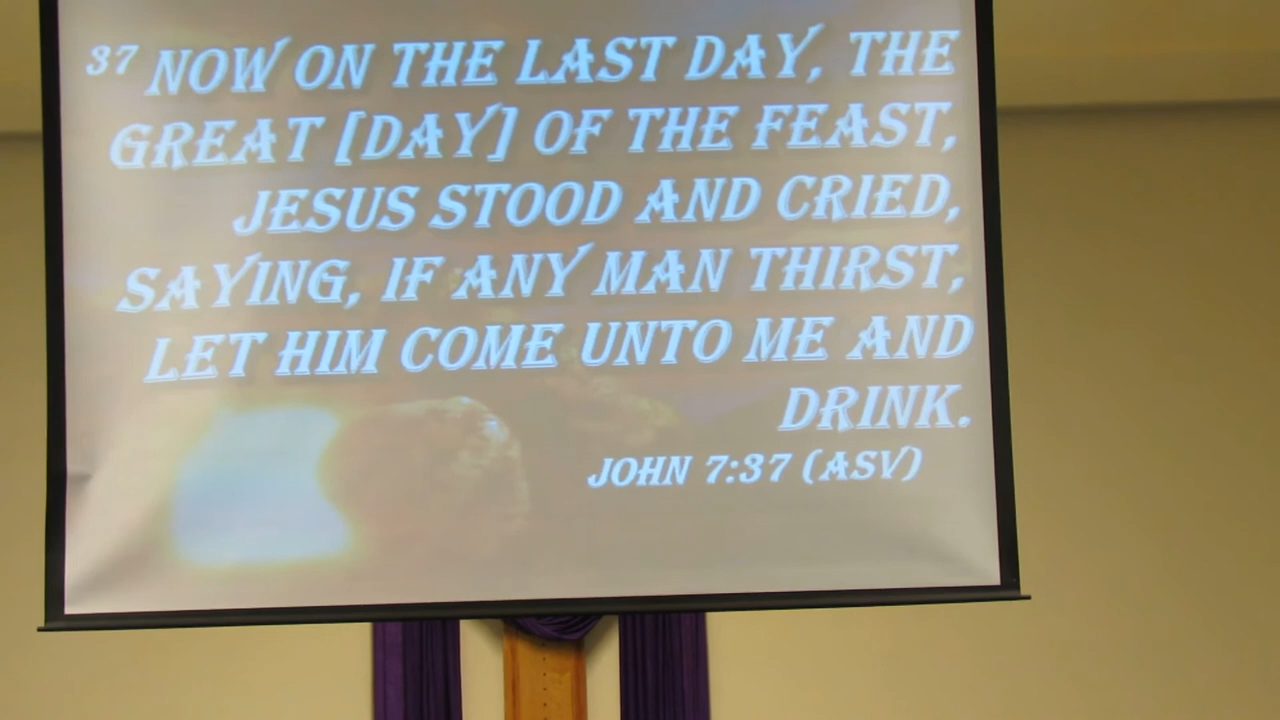 37 NOW ON THE LAST DAY, THE
GREAT [DAY] OF THE FEAST,
JESUS STOOD AND CRIED,
SAYING, IF ANY MAN THIRST,
LET HIM COME UNTO ME AND
DRINK.
JOHN 7:37 (ASV)